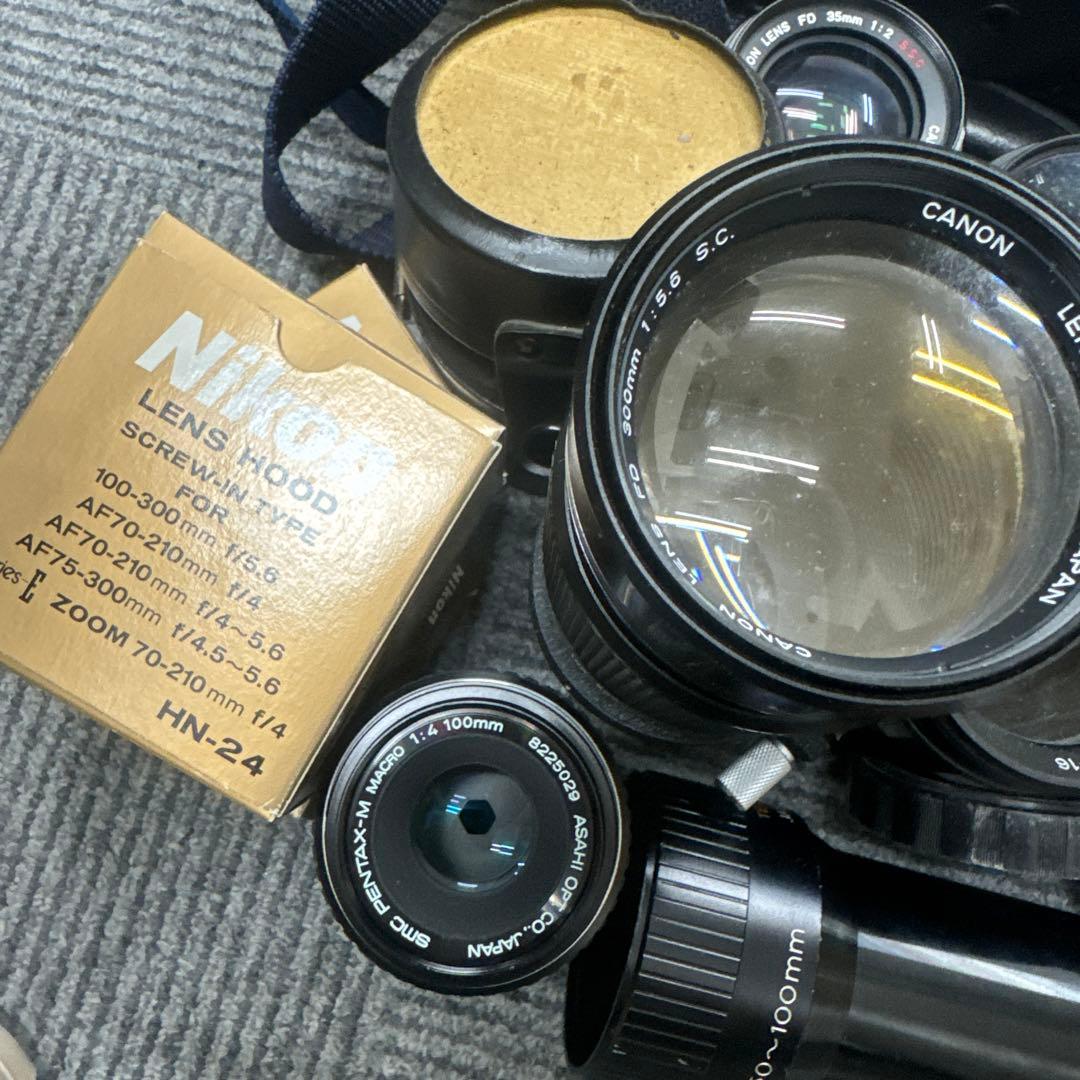 Nikon
LENS HOOD
SCREW-IN TYPE
FOR
100-300mm f/5.6
AF70-210mm f/4
AF70-210mm f/4~5.6
AF75-300mm f/4.5~5.6
E ZOOM 70-210mm f/4
HN-24
Nikon
LENS FD 35mm 1:2 S.S.C.
CANON
CANON LENS FD 300mm 1:5.6 S.C.
smc PENTAX-M MACRO 1:4 100mm 8225029 ASAHI OPT. CO., JAPAN
~100mm
16